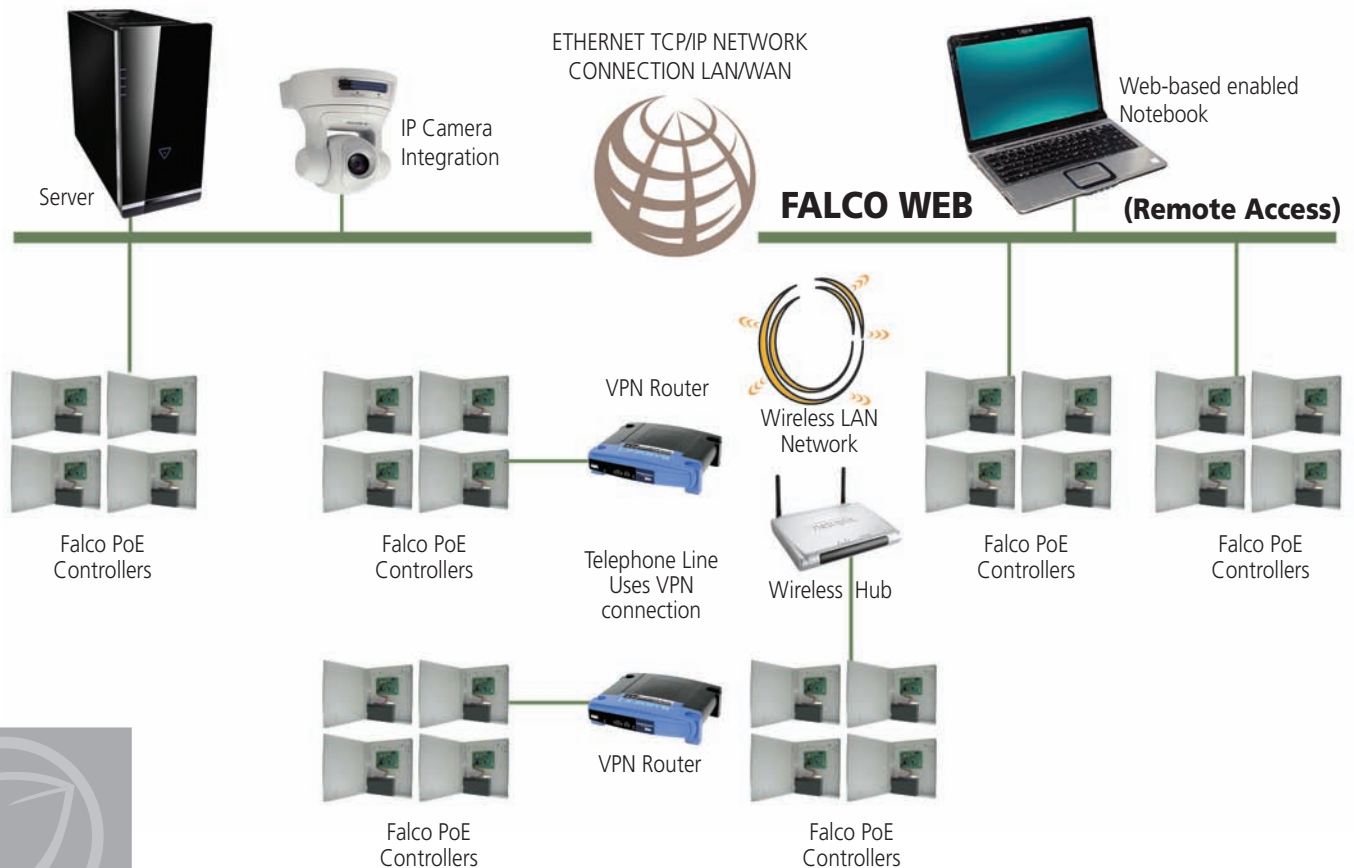 ETHERNET TCP/IP NETWORK
CONNECTION LAN/WAN
Server
IP Camera
Integration
Web-based enabled
Notebook
FALCO WEB
(Remote Access)
VPN Router
Wireless LAN
Network
Falco PoE
Controllers
Falco PoE
Controllers
Telephone Line
Uses VPN
connection
Wireless Hub
Falco PoE
Controllers
Falco PoE
Controllers
VPN Router
Falco PoE
Controllers
Falco PoE
Controllers